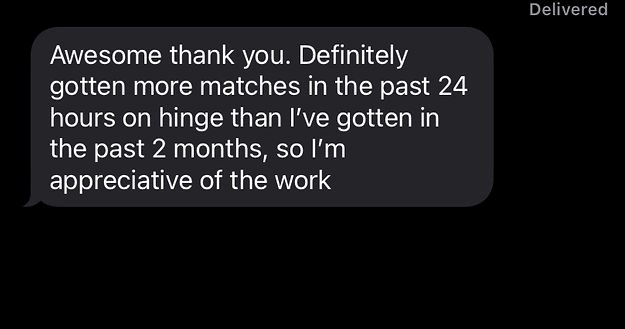 Delivered
Awesome thank you. Definitely
gotten more matches in the past 24
hours on hinge than I've gotten in
the past 2 months, so I'm
appreciative of the work